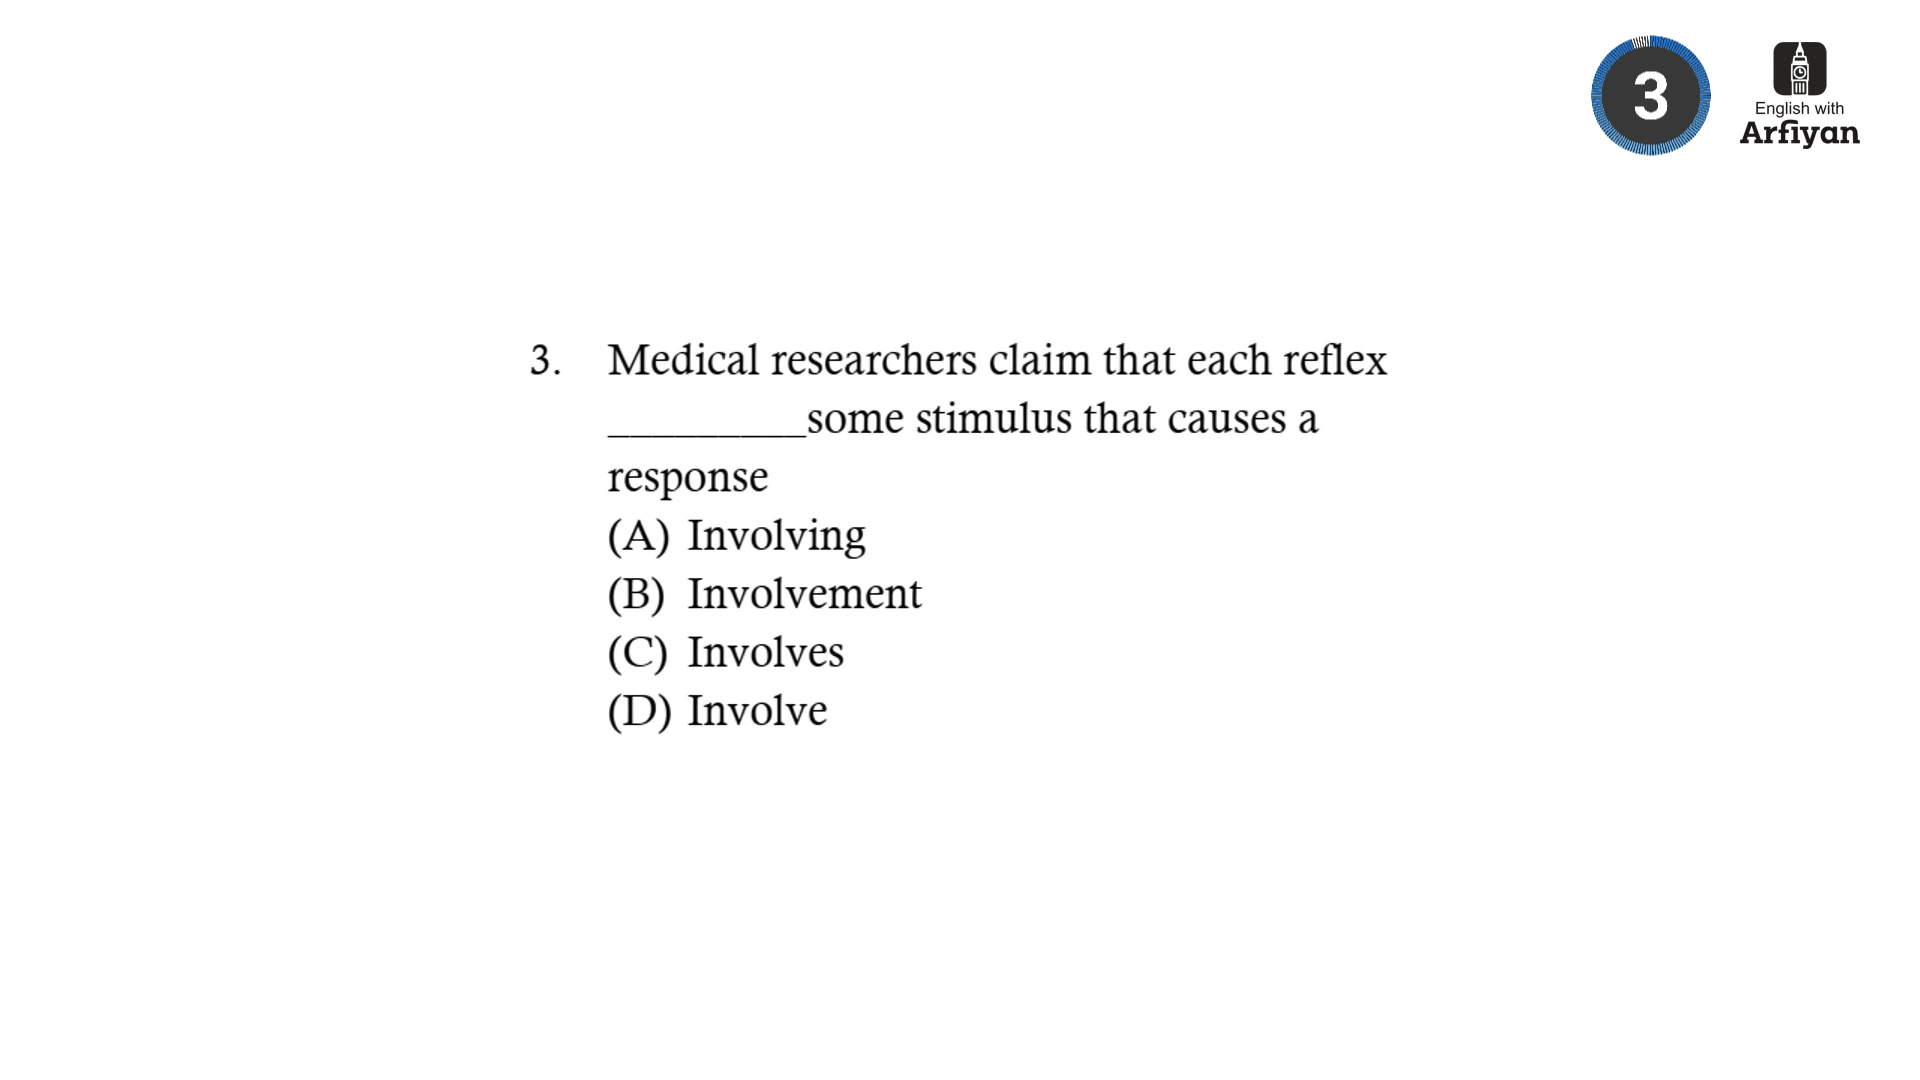 3
English with
Arfiyan
3. Medical researchers claim that each reflex
_________some stimulus that causes a
response
(A) Involving
(B) Involvement
(C) Involves
(D) Involve